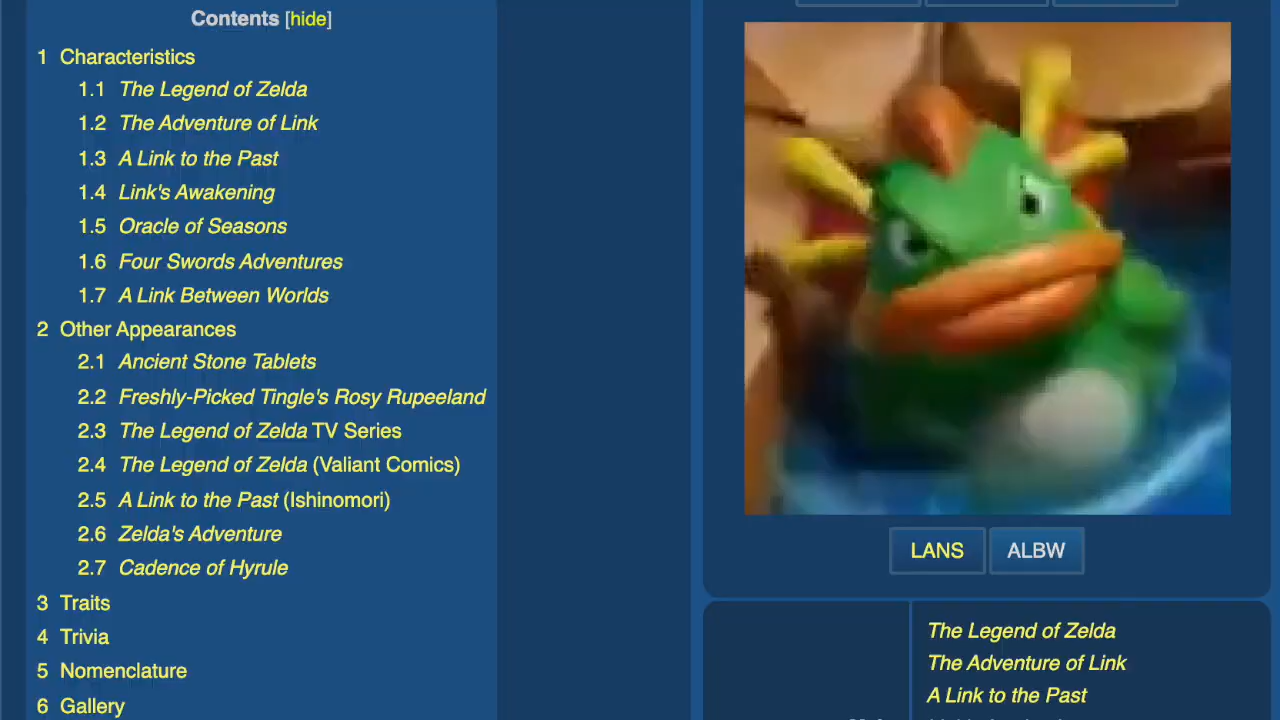 Contents [hide]
1 Characteristics
1.1 The Legend of Zelda
1.2 The Adventure of Link
1.3 A Link to the Past
1.4 Link's Awakening
1.5 Oracle of Seasons
1.6 Four Swords Adventures
1.7 A Link Between Worlds
2 Other Appearances
2.1 Ancient Stone Tablets
2.2 Freshly-Picked Tingle's Rosy Rupeeland
2.3 The Legend of Zelda TV Series
2.4 The Legend of Zelda (Valiant Comics)
2.5 A Link to the Past (Ishinomori)
2.6 Zelda's Adventure
2.7 Cadence of Hyrule
3 Traits
4 Trivia
5 Nomenclature
6 Gallery
LANS ALBW
The Legend of Zelda
The Adventure of Link
A Link to the Past